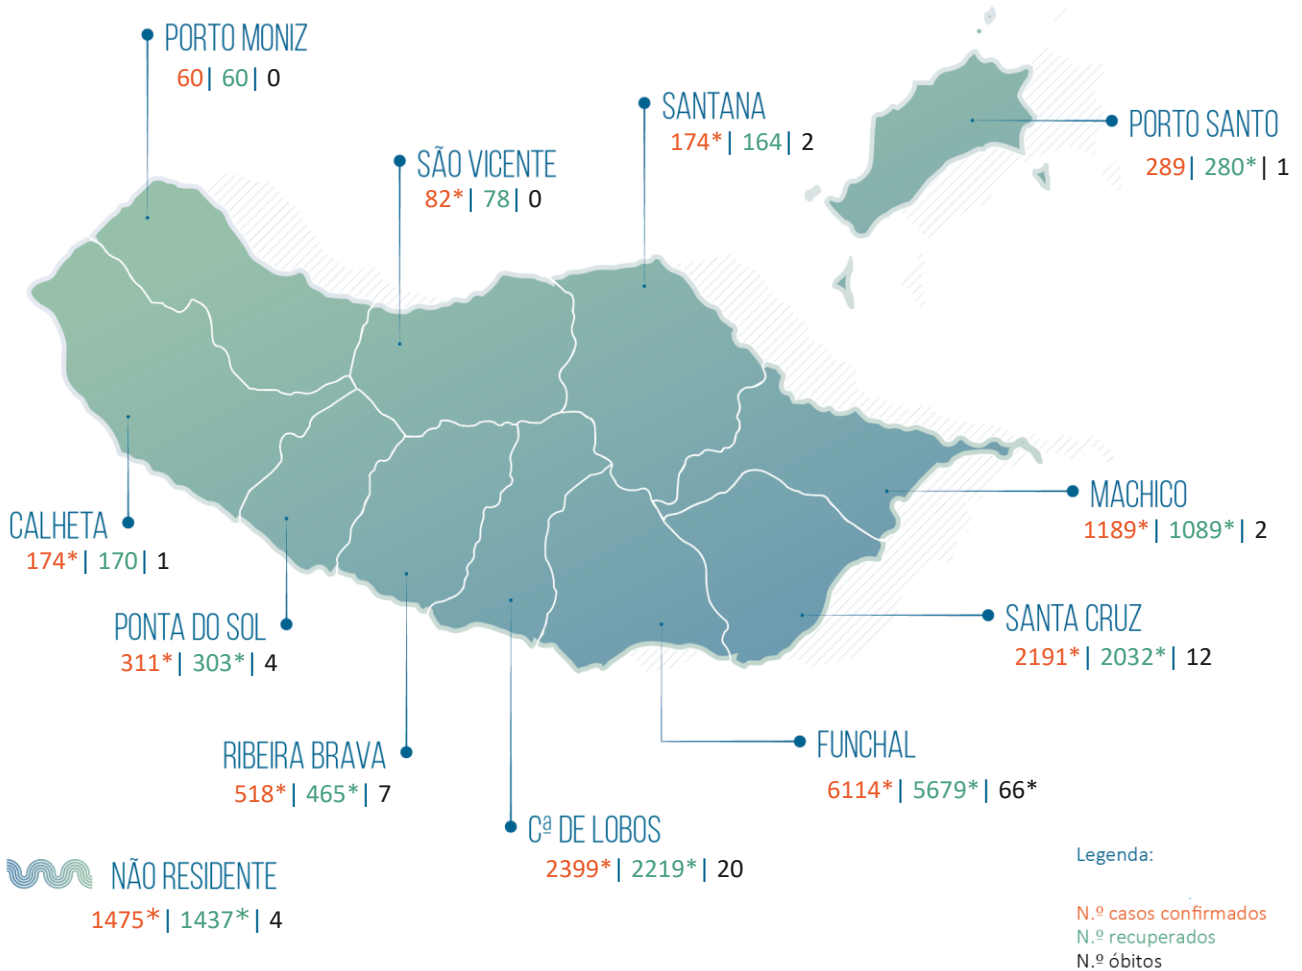 PORTO MONIZ
60| 60| 0
SANTANA
174*| 164| 2
PORTO SANTO
289| 280*| 1
SÃO VICENTE
82*| 78| 0
MACHICO
1189*| 1089*| 2
CALHETA
174*| 170| 1
SANTA CRUZ
2191*| 2032*| 12
PONTA DO SOL
311*| 303*| 4
RIBEIRA BRAVA
518*| 465*| 7
FUNCHAL
6114*| 5679*| 66*
Cª DE LOBOS
2399*| 2219*| 20
NÃO RESIDENTE
1475*| 1437*| 4
Legenda:
N.º casos confirmados
N.º recuperados
N.º óbitos